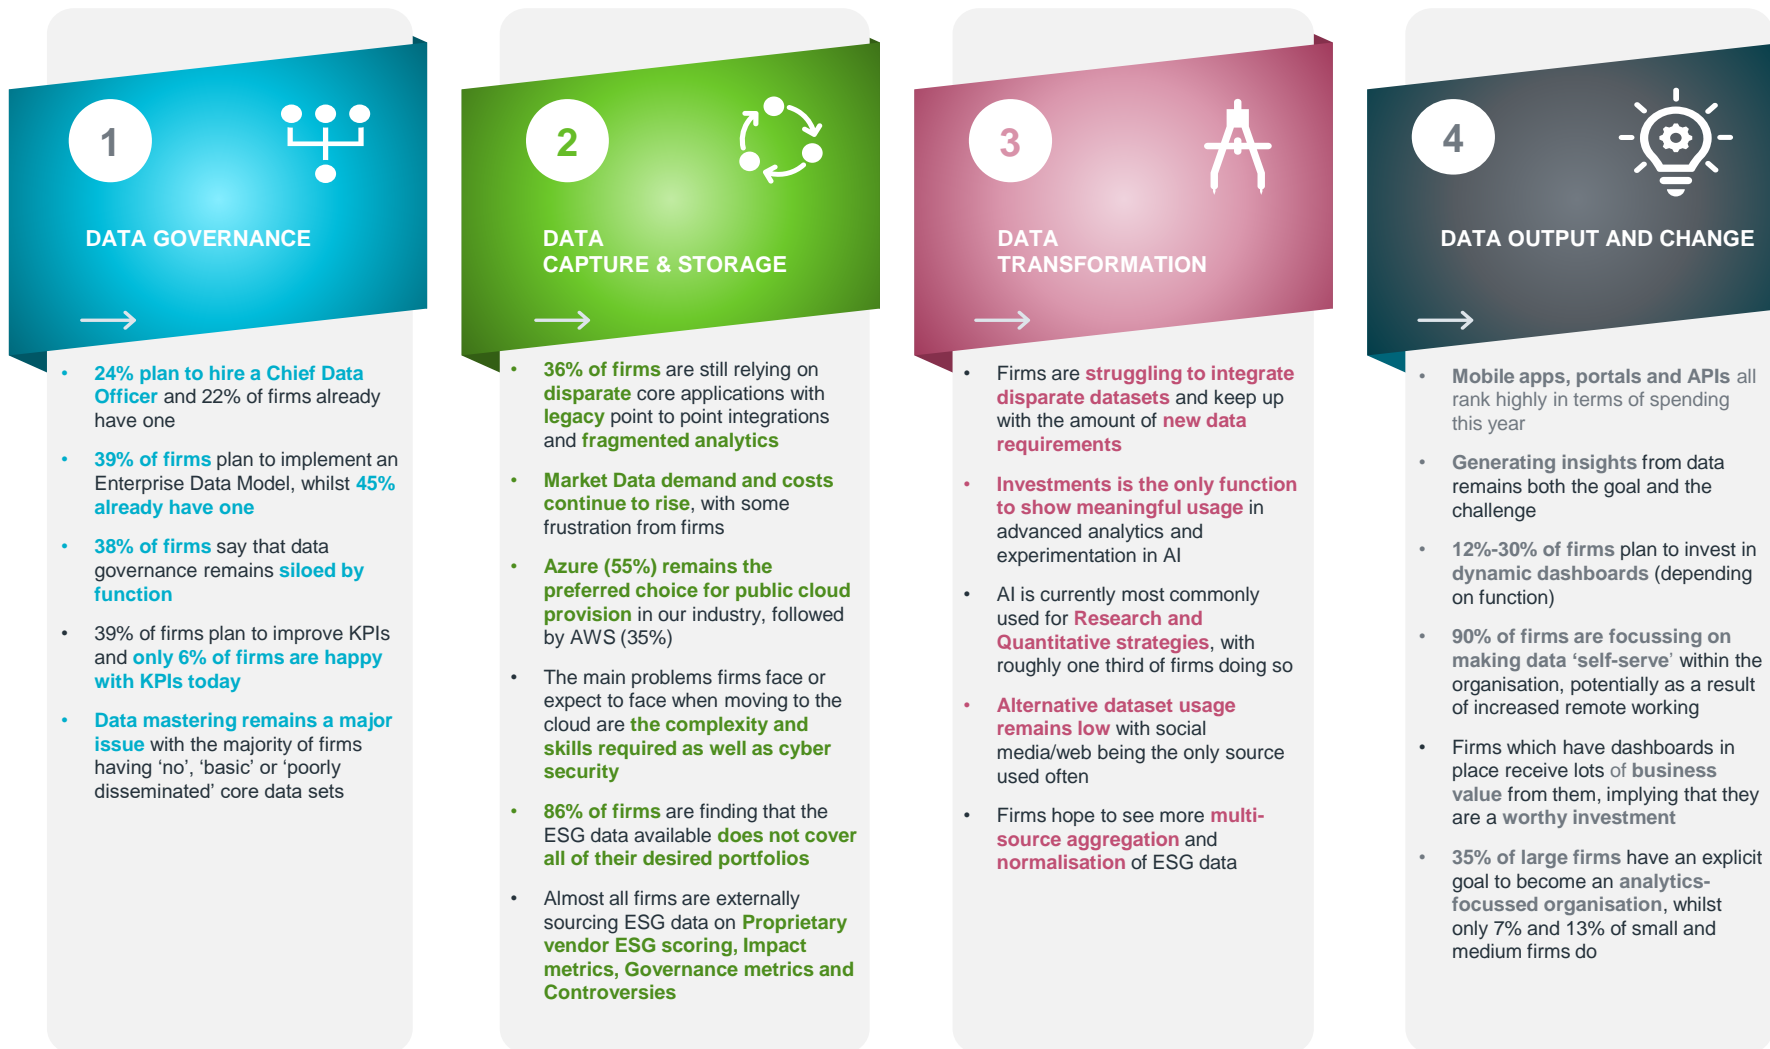 1
DATA GOVERNANCE
• 24% plan to hire a Chief Data
Officer and 22% of firms already
have one
• 39% of firms plan to implement an
Enterprise Data Model, whilst 45%
already have one
• 38% of firms say that data
governance remains siloed by
function
• 39% of firms plan to improve KPIs
and only 6% of firms are happy
with KPIs today
• Data mastering remains a major
issue with the majority of firms
having ‘no’, ‘basic’ or ‘poorly
disseminated’ core data sets
2
DATA
CAPTURE & STORAGE
• 36% of firms are still relying on
disparate core applications with
legacy point to point integrations
and fragmented analytics
• Market Data demand and costs
continue to rise, with some
frustration from firms
• Azure (55%) remains the
preferred choice for public cloud
provision in our industry, followed
by AWS (35%)
• The main problems firms face or
expect to face when moving to the
cloud are the complexity and
skills required as well as cyber
security
• 86% of firms are finding that the
ESG data available does not cover
all of their desired portfolios
• Almost all firms are externally
sourcing ESG data on Proprietary
vendor ESG scoring, Impact
metrics, Governance metrics and
Controversies
3
DATA
TRANSFORMATION
• Firms are struggling to integrate
disparate datasets and keep up
with the amount of new data
requirements
• Investments is the only function
to show meaningful usage in
advanced analytics and
experimentation in AI
• AI is currently most commonly
used for Research and
Quantitative strategies, with
roughly one third of firms doing so
• Alternative dataset usage
remains low with social
media/web being the only source
used often
• Firms hope to see more multi-
source aggregation and
normalisation of ESG data
4
DATA OUTPUT AND CHANGE
• Mobile apps, portals and APIs all
rank highly in terms of spending
this year
• Generating insights from data
remains both the goal and the
challenge
• 12%-30% of firms plan to invest in
dynamic dashboards (depending
on function)
• 90% of firms are focussing on
making data ‘self-serve’ within the
organisation, potentially as a result
of increased remote working
• Firms which have dashboards in
place receive lots of business
value from them, implying that they
are a worthy investment
• 35% of large firms have an explicit
goal to become an analytics-
focussed organisation, whilst
only 7% and 13% of small and
medium firms do